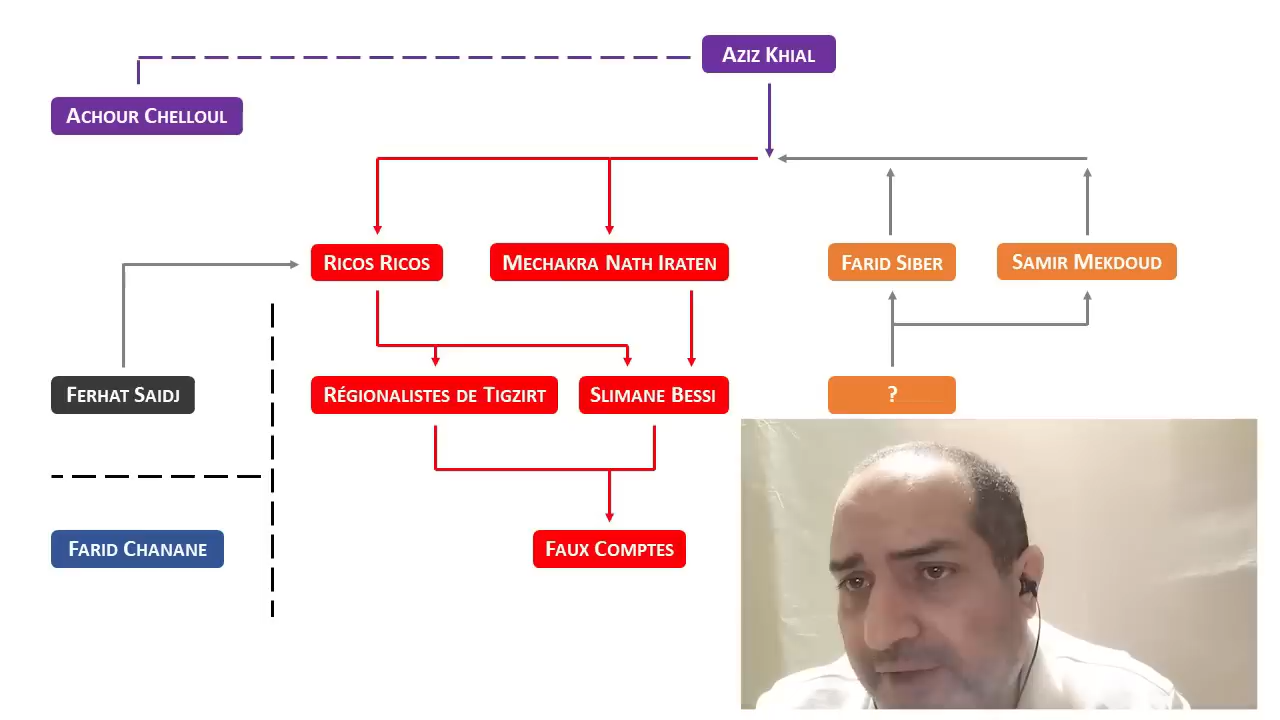 Aziz Khial
Achour Chelloul
Ricos Ricos
Mechakra Nath Iraten
Farid Siber
Samir Mekdoud
Ferhat Saidj
Régionalistes de Tigzirt
Slimane Bessi
?
Farid Chanane
Faux Comptes